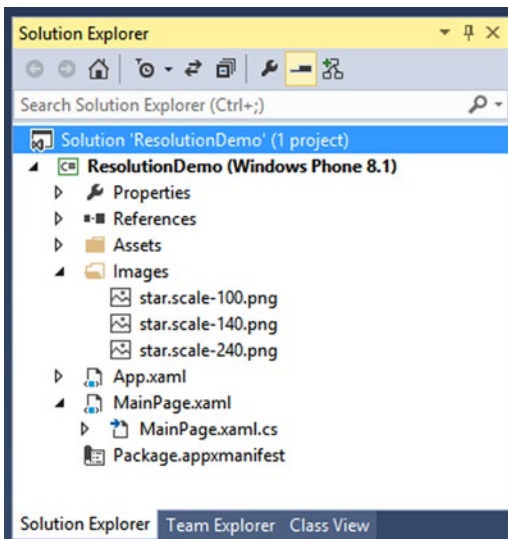 Solution Explorer
Search Solution Explorer (Ctrl+;)
Solution 'ResolutionDemo' (1 project)
C# ResolutionDemo (Windows Phone 8.1)
Properties
References
Assets
Images
star.scale-100.png
star.scale-140.png
star.scale-240.png
App.xaml
MainPage.xaml
MainPage.xaml.cs
Package.appxmanifest
Solution Explorer Team Explorer Class View